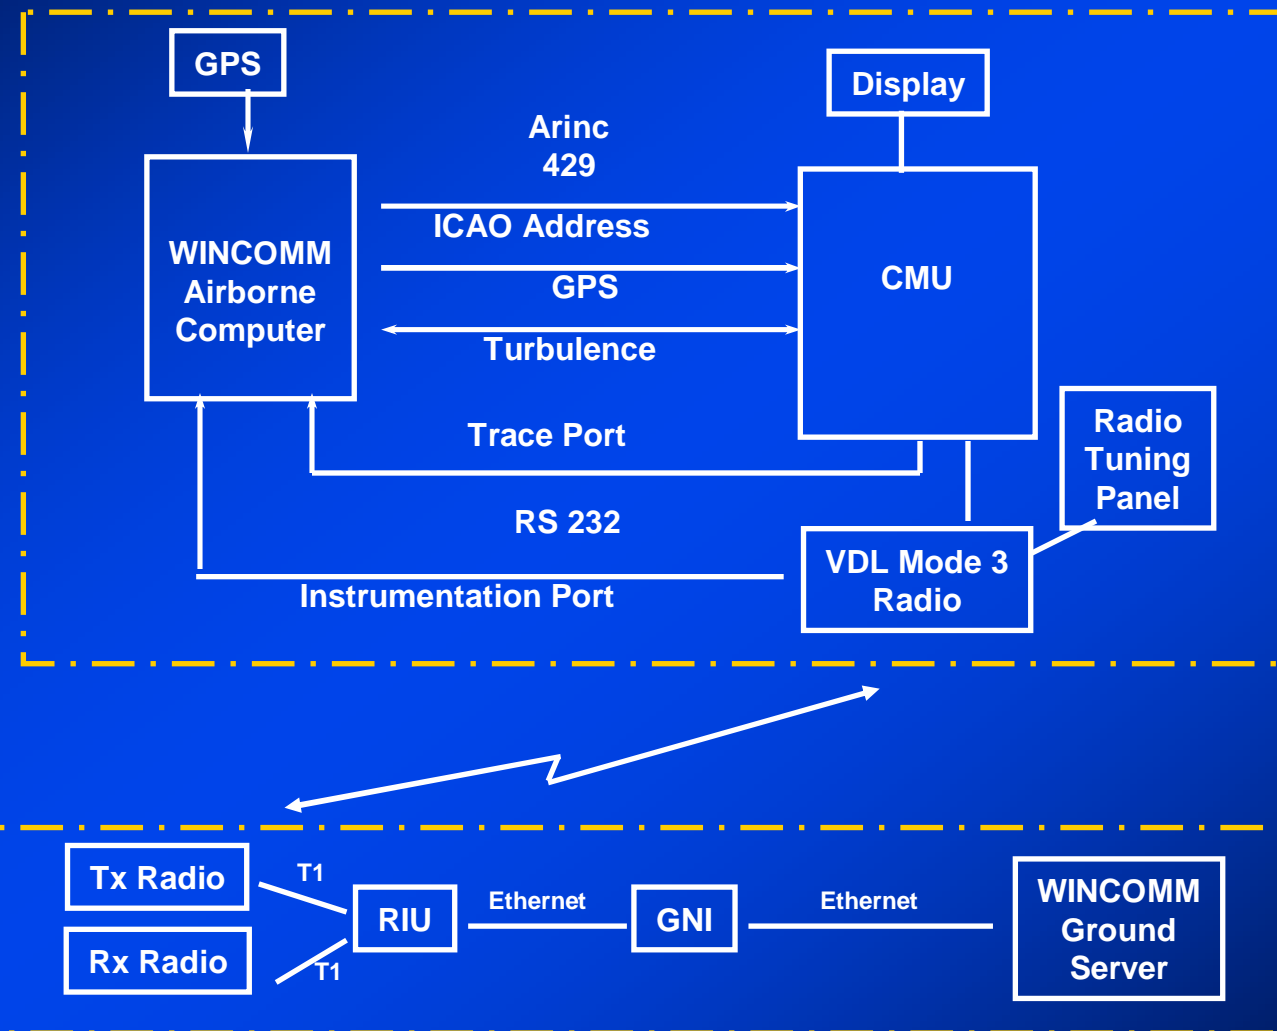 GPS
Display
Arinc
429
ICAO Address
WINCOMM
Airborne
Computer
GPS
CMU
Turbulence
Trace Port
Radio
Tuning
Panel
RS 232
VDL Mode 3
Radio
Instrumentation Port
Tx Radio
T1
RIU
Ethernet
GNI
Ethernet
WINCOMM
Ground
Server
Rx Radio
T1